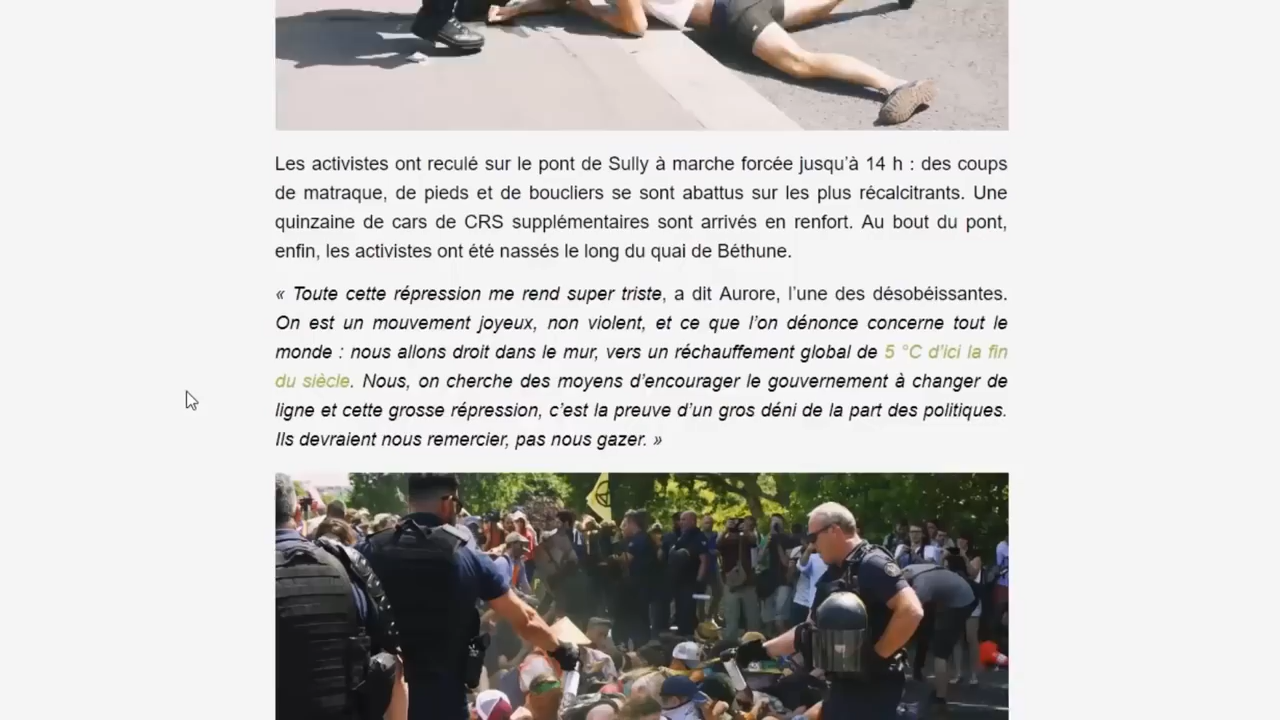 Les activistes ont reculé sur le pont de Sully à marche forcée jusqu’à 14 h : des coups
de matraque, de pieds et de boucliers se sont abattus sur les plus récalcitrants. Une
quinzaine de cars de CRS supplémentaires sont arrivés en renfort. Au bout du pont,
enfin, les activistes ont été nassés le long du quai de Béthune.
« Toute cette répression me rend super triste, a dit Aurore, l’une des désobéissantes.
On est un mouvement joyeux, non violent, et ce que l’on dénonce concerne tout le
monde : nous allons droit dans le mur, vers un réchauffement global de 5 °C d’ici la fin
du siècle. Nous, on cherche des moyens d’encourager le gouvernement à changer de
ligne et cette grosse répression, c’est la preuve d’un gros déni de la part des politiques.
Ils devraient nous remercier, pas nous gazer. »